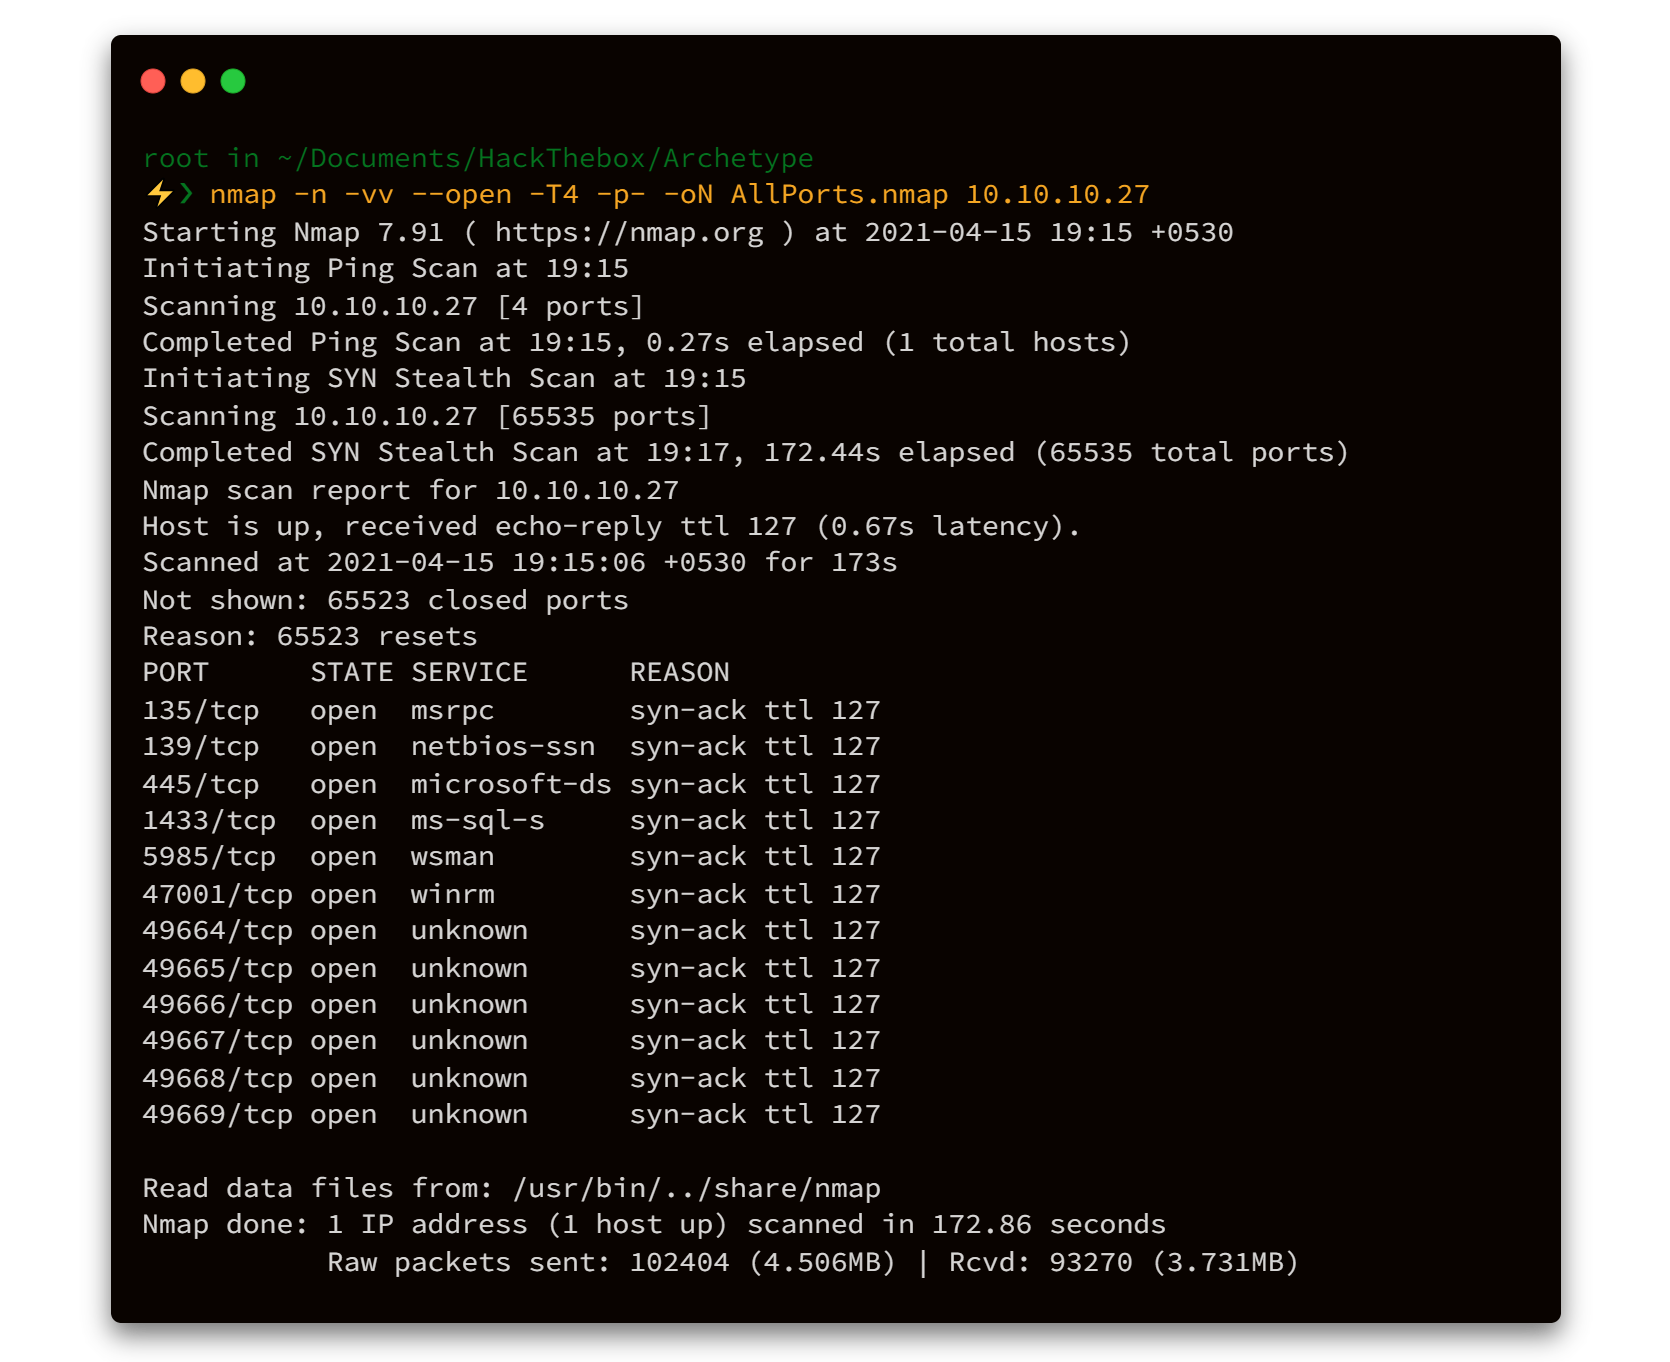 root in ~/Documents/HackThebox/Archetype
⚡❯ nmap -n -vv --open -T4 -p- -oN AllPorts.nmap 10.10.10.27
Starting Nmap 7.91 ( https://nmap.org ) at 2021-04-15 19:15 +0530
Initiating Ping Scan at 19:15
Scanning 10.10.10.27 [4 ports]
Completed Ping Scan at 19:15, 0.27s elapsed (1 total hosts)
Initiating SYN Stealth Scan at 19:15
Scanning 10.10.10.27 [65535 ports]
Completed SYN Stealth Scan at 19:17, 172.44s elapsed (65535 total ports)
Nmap scan report for 10.10.10.27
Host is up, received echo-reply ttl 127 (0.67s latency).
Scanned at 2021-04-15 19:15:06 +0530 for 173s
Not shown: 65523 closed ports
Reason: 65523 resets
PORT      STATE SERVICE      REASON
135/tcp   open  msrpc        syn-ack ttl 127
139/tcp   open  netbios-ssn  syn-ack ttl 127
445/tcp   open  microsoft-ds syn-ack ttl 127
1433/tcp  open  ms-sql-s     syn-ack ttl 127
5985/tcp  open  wsman        syn-ack ttl 127
47001/tcp open  winrm        syn-ack ttl 127
49664/tcp open  unknown      syn-ack ttl 127
49665/tcp open  unknown      syn-ack ttl 127
49666/tcp open  unknown      syn-ack ttl 127
49667/tcp open  unknown      syn-ack ttl 127
49668/tcp open  unknown      syn-ack ttl 127
49669/tcp open  unknown      syn-ack ttl 127
Read data files from: /usr/bin/../share/nmap
Nmap done: 1 IP address (1 host up) scanned in 172.86 seconds
           Raw packets sent: 102404 (4.506MB) | Rcvd: 93270 (3.731MB)